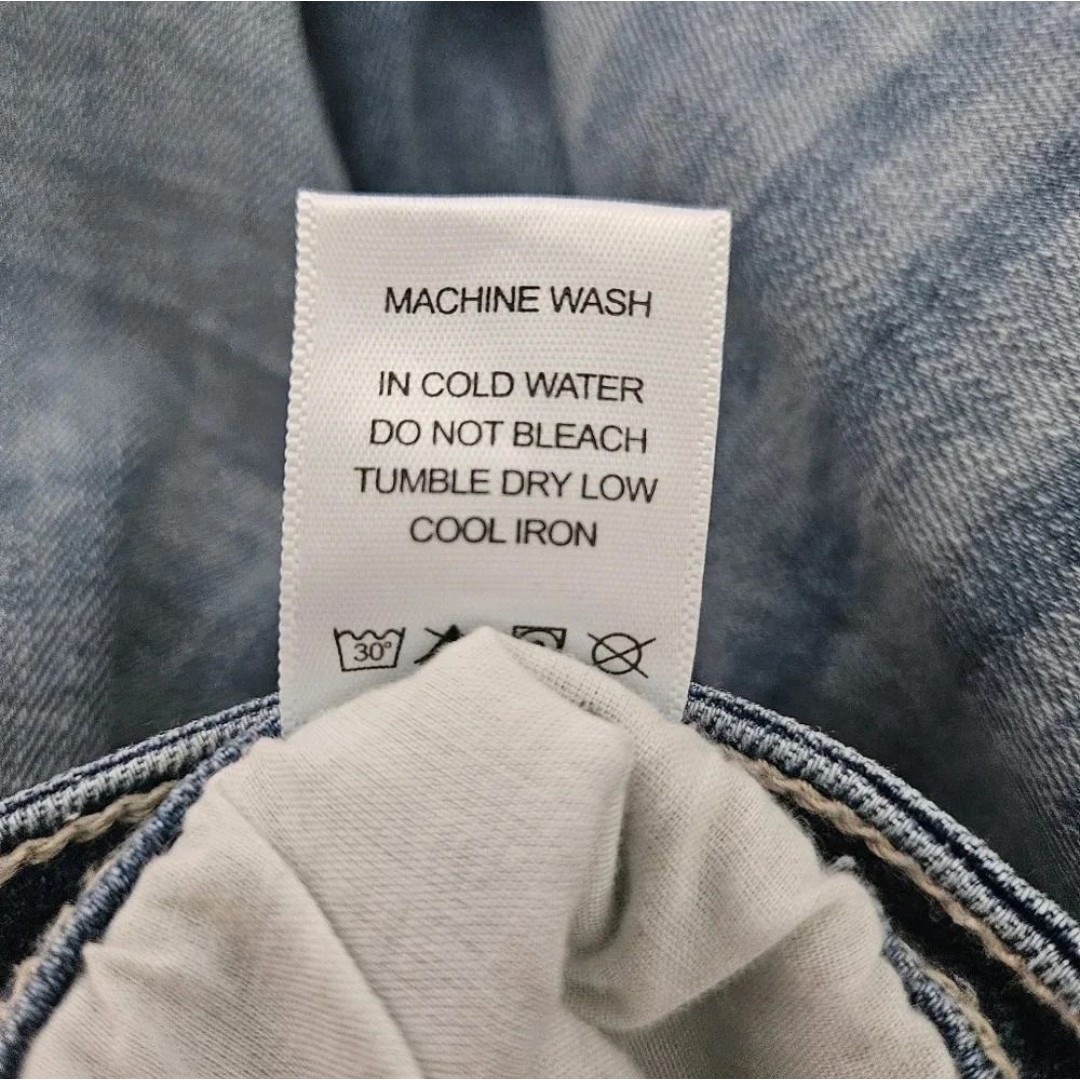 MACHINE WASH
IN COLD WATER
DO NOT BLEACH
TUMBLE DRY LOW
COOL IRON
30°